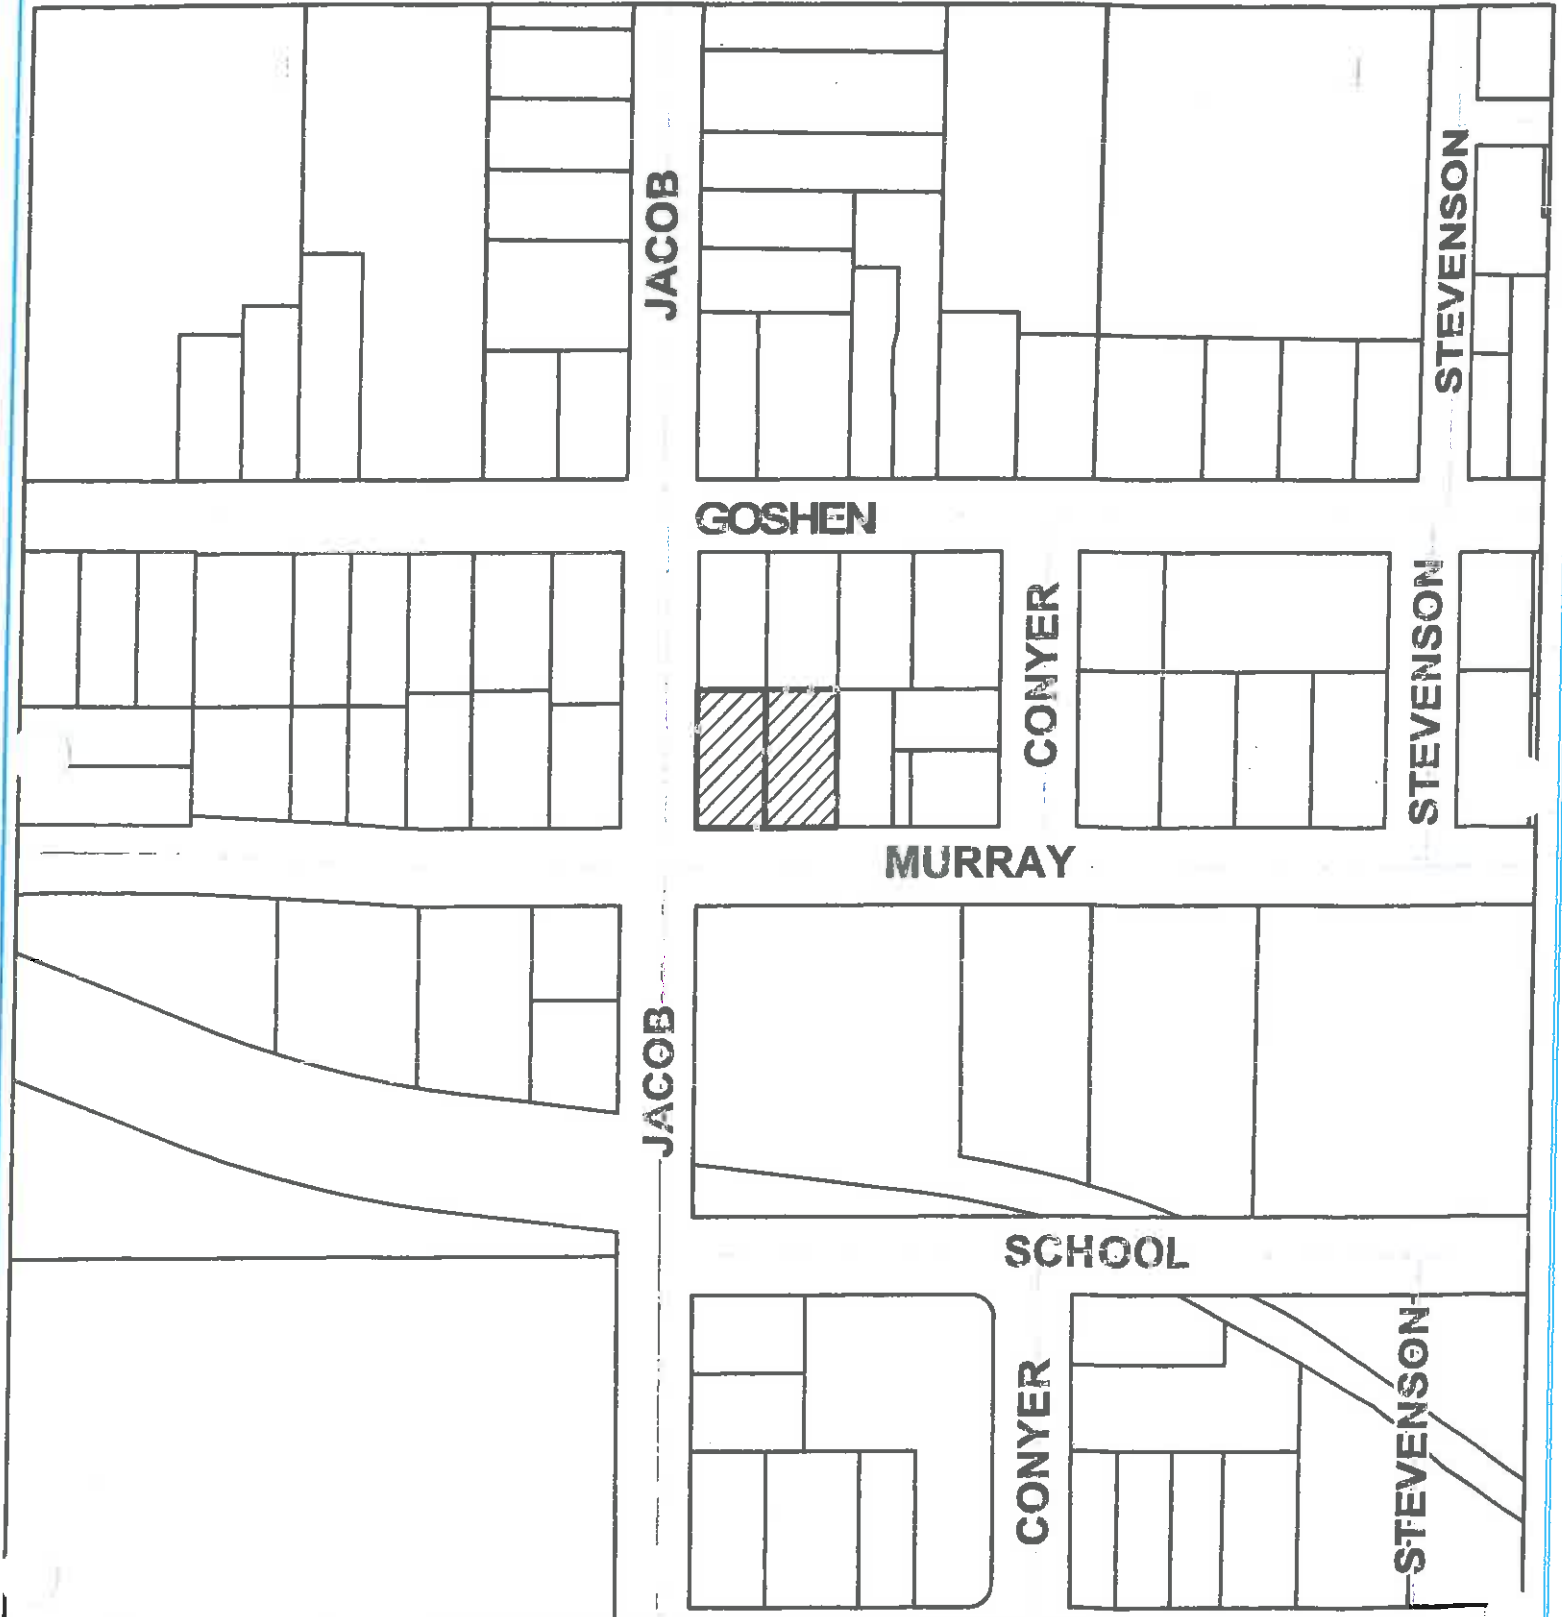 JACOB
STEVENSON
GOSHEN
CONYER
STEVENSON
MURRAY
JACOB
SCHOOL
CONYER
STEVENSON